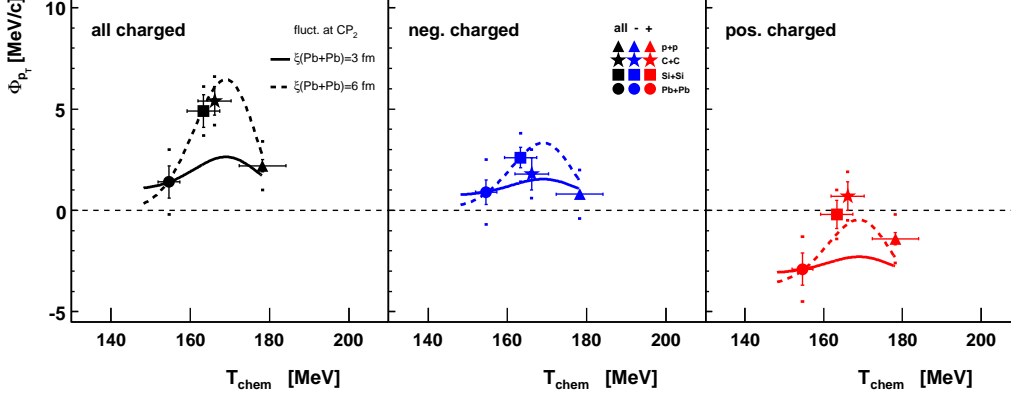 Φ_{p_T} [MeV/c]
10
5
0
-5
all charged
fluct. at CP₂
ξ(Pb+Pb)=3 fm
ξ(Pb+Pb)=6 fm
neg. charged
all - +
p+p
C+C
Si+Si
Pb+Pb
pos. charged
140 160 180 200
140 160 180 200
140 160 180 200
T_chem [MeV]
T_chem [MeV]
T_chem [MeV]